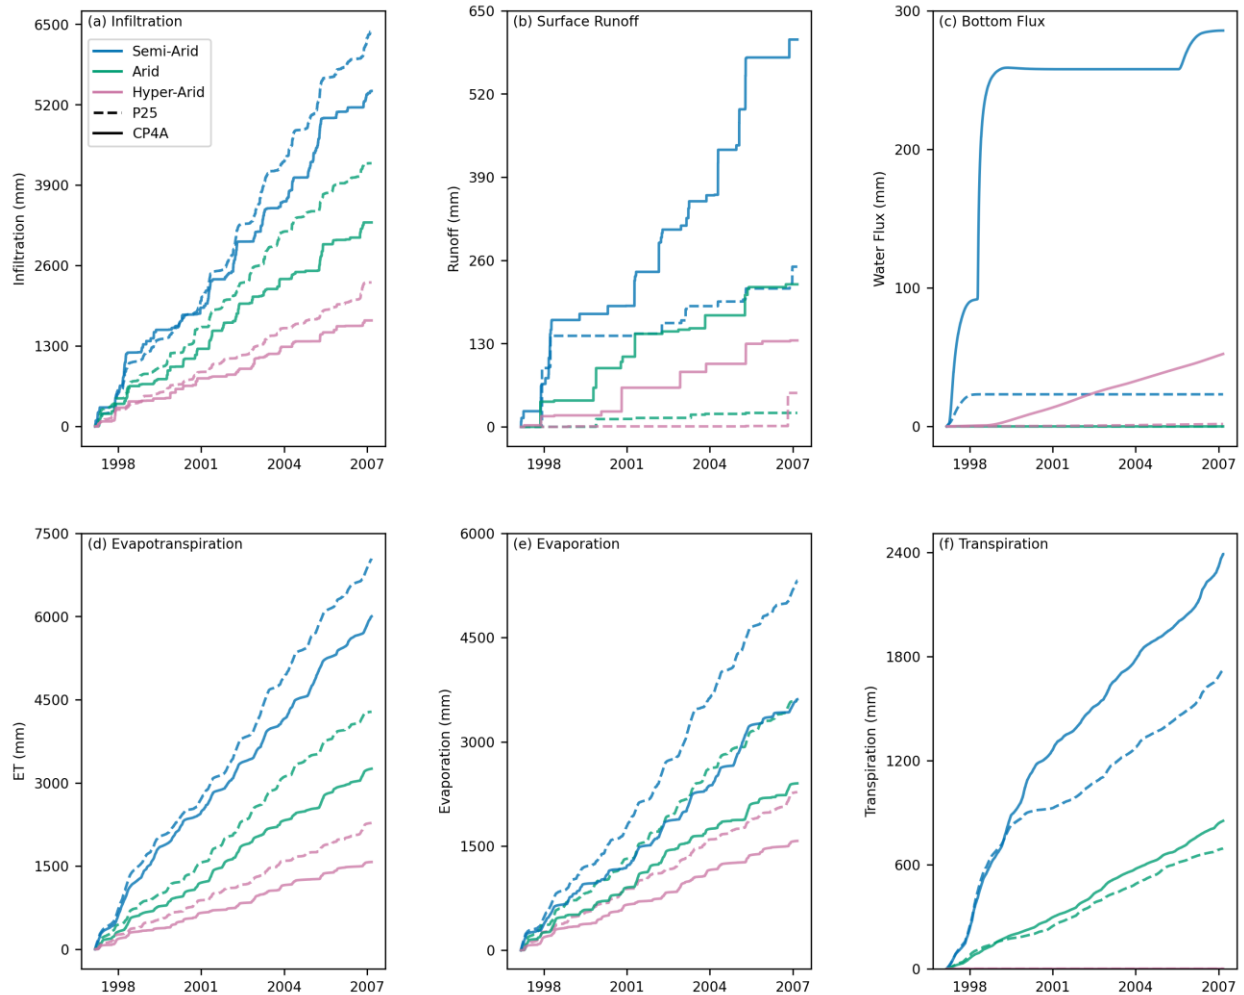 (a) Infiltration
Semi-Arid
Arid
Hyper-Arid
P25
CP4A
Infiltration (mm)
6500
5200
3900
2600
1300
0
1998 2001 2004 2007
(b) Surface Runoff
Runoff (mm)
650
520
390
260
130
0
1998 2001 2004 2007
(c) Bottom Flux
Water Flux (mm)
300
200
100
0
1998 2001 2004 2007
(d) Evapotranspiration
ET (mm)
7500
6000
4500
3000
1500
0
1998 2001 2004 2007
(e) Evaporation
Evaporation (mm)
6000
4500
3000
1500
0
1998 2001 2004 2007
(f) Transpiration
Transpiration (mm)
2400
1800
1200
600
0
1998 2001 2004 2007